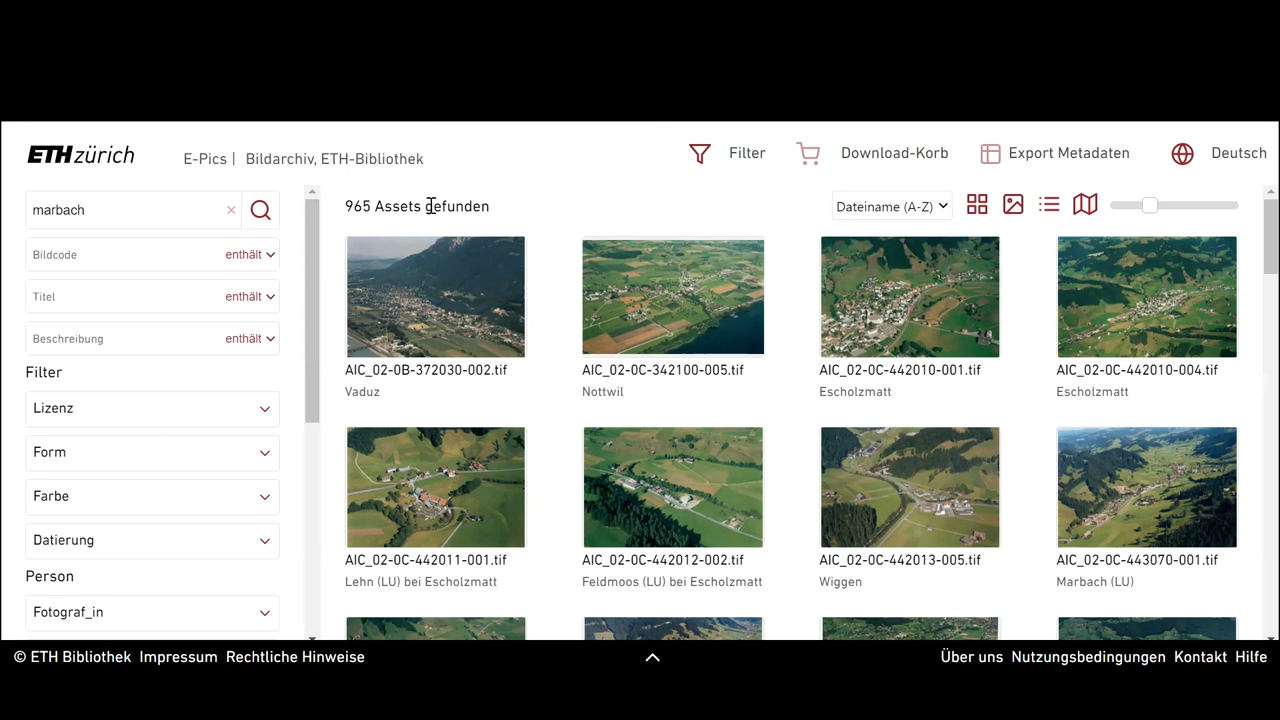 ETH zürich
E-Pics | Bildarchiv, ETH-Bibliothek
Filter
Download-Korb
Export Metadaten
Deutsch
marbach
Bildcode enthält
Titel enthält
Beschreibung enthält
Filter
Lizenz
Form
Farbe
Datierung
Person
Fotograf_in
965 Assets gefunden
Dateiname (A-Z)
AIC_02-0B-372030-002.tif
Vaduz
AIC_02-0C-342100-005.tif
Nottwil
AIC_02-0C-442010-001.tif
Escholzmatt
AIC_02-0C-442010-004.tif
Escholzmatt
AIC_02-0C-442011-001.tif
Lehn (LU) bei Escholzmatt
AIC_02-0C-442012-002.tif
Feldmoos (LU) bei Escholzmatt
AIC_02-0C-442013-005.tif
Wiggen
AIC_02-0C-443070-001.tif
Marbach (LU)
© ETH Bibliothek Impressum Rechtliche Hinweise
Über uns Nutzungsbedingungen Kontakt Hilfe